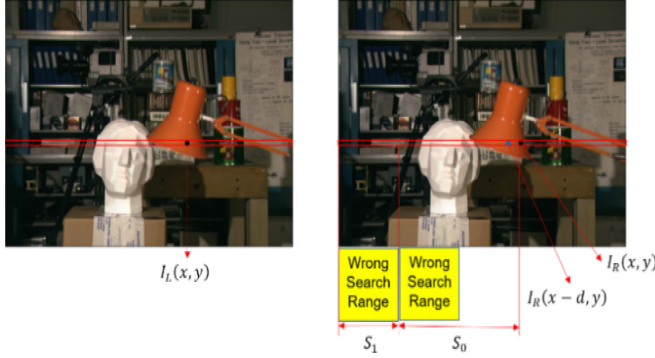 I_L(x, y)
Wrong
Search
Range
Wrong
Search
Range
I_R(x, y)
I_R(x − d, y)
S_1
S_0